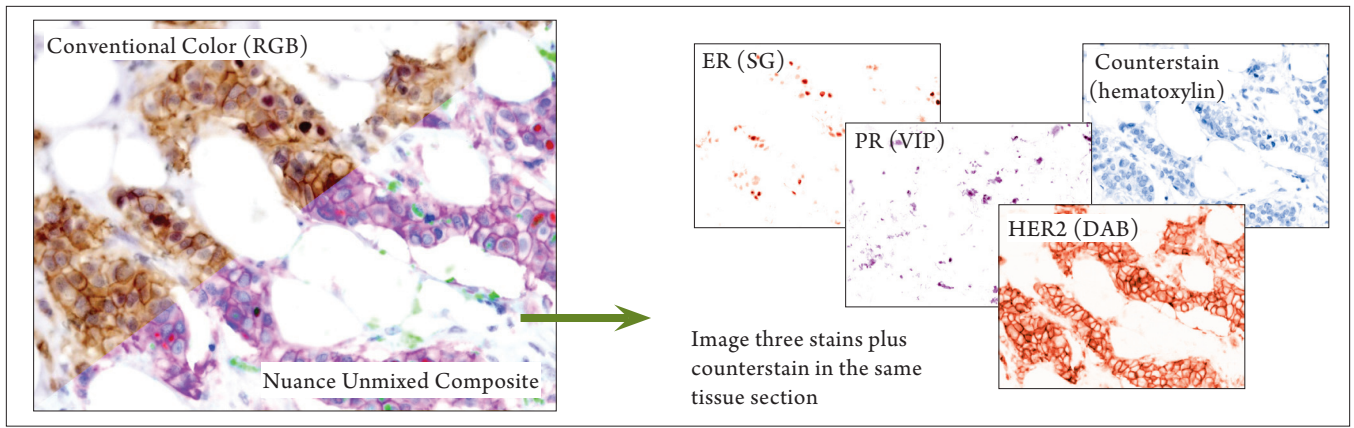 Conventional Color (RGB)
Nuance Unmixed Composite
ER (SG)
PR (VIP)
Counterstain
(hematoxylin)
HER2 (DAB)
Image three stains plus
counterstain in the same
tissue section